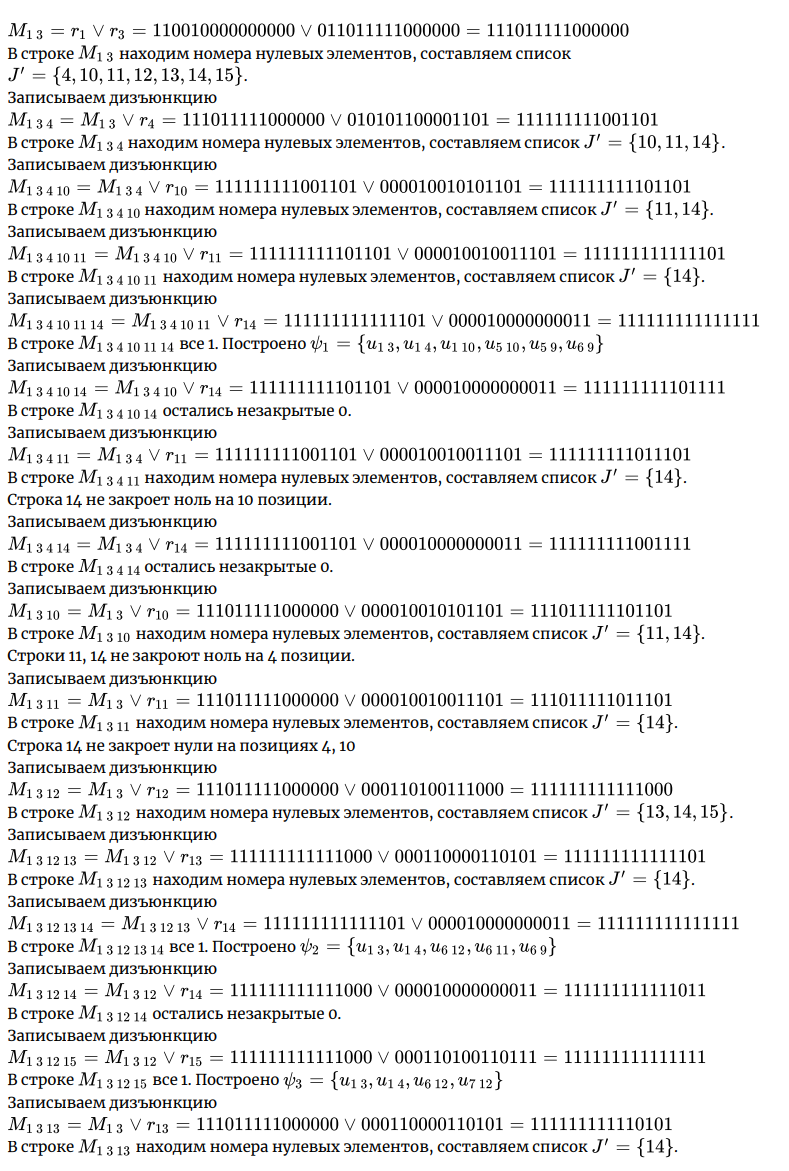 M₁ ₃ = r₁ ∨ r₃ = 110010000000000 ∨ 011011111000000 = 111011111000000
В строке M₁ ₃ находим номера нулевых элементов, составляем список
J′ = {4, 10, 11, 12, 13, 14, 15}.
Записываем дизъюнкцию
M₁ ₃ ₄ = M₁ ₃ ∨ r₄ = 111011111000000 ∨ 010101100001101 = 111111111001101
В строке M₁ ₃ ₄ находим номера нулевых элементов, составляем список J′ = {10, 11, 14}.
Записываем дизъюнкцию
M₁ ₃ ₄ ₁₀ = M₁ ₃ ₄ ∨ r₁₀ = 111111111001101 ∨ 000010010101101 = 111111111101101
В строке M₁ ₃ ₄ ₁₀ находим номера нулевых элементов, составляем список J′ = {11, 14}.
Записываем дизъюнкцию
M₁ ₃ ₄ ₁₀ ₁₁ = M₁ ₃ ₄ ₁₀ ∨ r₁₁ = 111111111101101 ∨ 000010010011101 = 111111111111101
В строке M₁ ₃ ₄ ₁₀ ₁₁ находим номера нулевых элементов, составляем список J′ = {14}.
Записываем дизъюнкцию
M₁ ₃ ₄ ₁₀ ₁₁ ₁₄ = M₁ ₃ ₄ ₁₀ ₁₁ ∨ r₁₄ = 111111111111101 ∨ 000010000000011 = 111111111111111
В строке M₁ ₃ ₄ ₁₀ ₁₁ ₁₄ все 1. Построено ψ₁ = {u₁ ₃, u₁ ₄, u₁ ₁₀, u₅ ₁₀, u₅ ₉, u₆ ₉}
Записываем дизъюнкцию
M₁ ₃ ₄ ₁₀ ₁₄ = M₁ ₃ ₄ ₁₀ ∨ r₁₄ = 111111111101101 ∨ 000010000000011 = 111111111101111
В строке M₁ ₃ ₄ ₁₀ ₁₄ остались незакрытые 0.
Записываем дизъюнкцию
M₁ ₃ ₄ ₁₁ = M₁ ₃ ₄ ∨ r₁₁ = 111111111001101 ∨ 000010010011101 = 111111111011101
В строке M₁ ₃ ₄ ₁₁ находим номера нулевых элементов, составляем список J′ = {14}.
Строка 14 не закроет ноль на 10 позиции.
Записываем дизъюнкцию
M₁ ₃ ₄ ₁₄ = M₁ ₃ ₄ ∨ r₁₄ = 111111111001101 ∨ 000010000000011 = 111111111001111
В строке M₁ ₃ ₄ ₁₄ остались незакрытые 0.
Записываем дизъюнкцию
M₁ ₃ ₁₀ = M₁ ₃ ∨ r₁₀ = 111011111000000 ∨ 000010010101101 = 111011111101101
В строке M₁ ₃ ₁₀ находим номера нулевых элементов, составляем список J′ = {11, 14}.
Строки 11, 14 не закроют ноль на 4 позиции.
Записываем дизъюнкцию
M₁ ₃ ₁₁ = M₁ ₃ ∨ r₁₁ = 111011111000000 ∨ 000010010011101 = 111011111011101
В строке M₁ ₃ ₁₁ находим номера нулевых элементов, составляем список J′ = {14}.
Строка 14 не закроет нули на позициях 4, 10
Записываем дизъюнкцию
M₁ ₃ ₁₂ = M₁ ₃ ∨ r₁₂ = 111011111000000 ∨ 000110100111000 = 111111111111000
В строке M₁ ₃ ₁₂ находим номера нулевых элементов, составляем список J′ = {13, 14, 15}.
Записываем дизъюнкцию
M₁ ₃ ₁₂ ₁₃ = M₁ ₃ ₁₂ ∨ r₁₃ = 111111111111000 ∨ 000110000110101 = 111111111111101
В строке M₁ ₃ ₁₂ ₁₃ находим номера нулевых элементов, составляем список J′ = {14}.
Записываем дизъюнкцию
M₁ ₃ ₁₂ ₁₃ ₁₄ = M₁ ₃ ₁₂ ₁₃ ∨ r₁₄ = 111111111111101 ∨ 000010000000011 = 111111111111111
В строке M₁ ₃ ₁₂ ₁₃ ₁₄ все 1. Построено ψ₂ = {u₁ ₃, u₁ ₄, u₆ ₁₂, u₆ ₁₁, u₆ ₉}
Записываем дизъюнкцию
M₁ ₃ ₁₂ ₁₄ = M₁ ₃ ₁₂ ∨ r₁₄ = 111111111111000 ∨ 000010000000011 = 111111111111011
В строке M₁ ₃ ₁₂ ₁₄ остались незакрытые 0.
Записываем дизъюнкцию
M₁ ₃ ₁₂ ₁₅ = M₁ ₃ ₁₂ ∨ r₁₅ = 111111111111000 ∨ 000110100110111 = 111111111111111
В строке M₁ ₃ ₁₂ ₁₅ все 1. Построено ψ₃ = {u₁ ₃, u₁ ₄, u₆ ₁₂, u₇ ₁₂}
Записываем дизъюнкцию
M₁ ₃ ₁₃ = M₁ ₃ ∨ r₁₃ = 111011111000000 ∨ 000110000110101 = 111111111110101
В строке M₁ ₃ ₁₃ находим номера нулевых элементов, составляем список J′ = {14}.